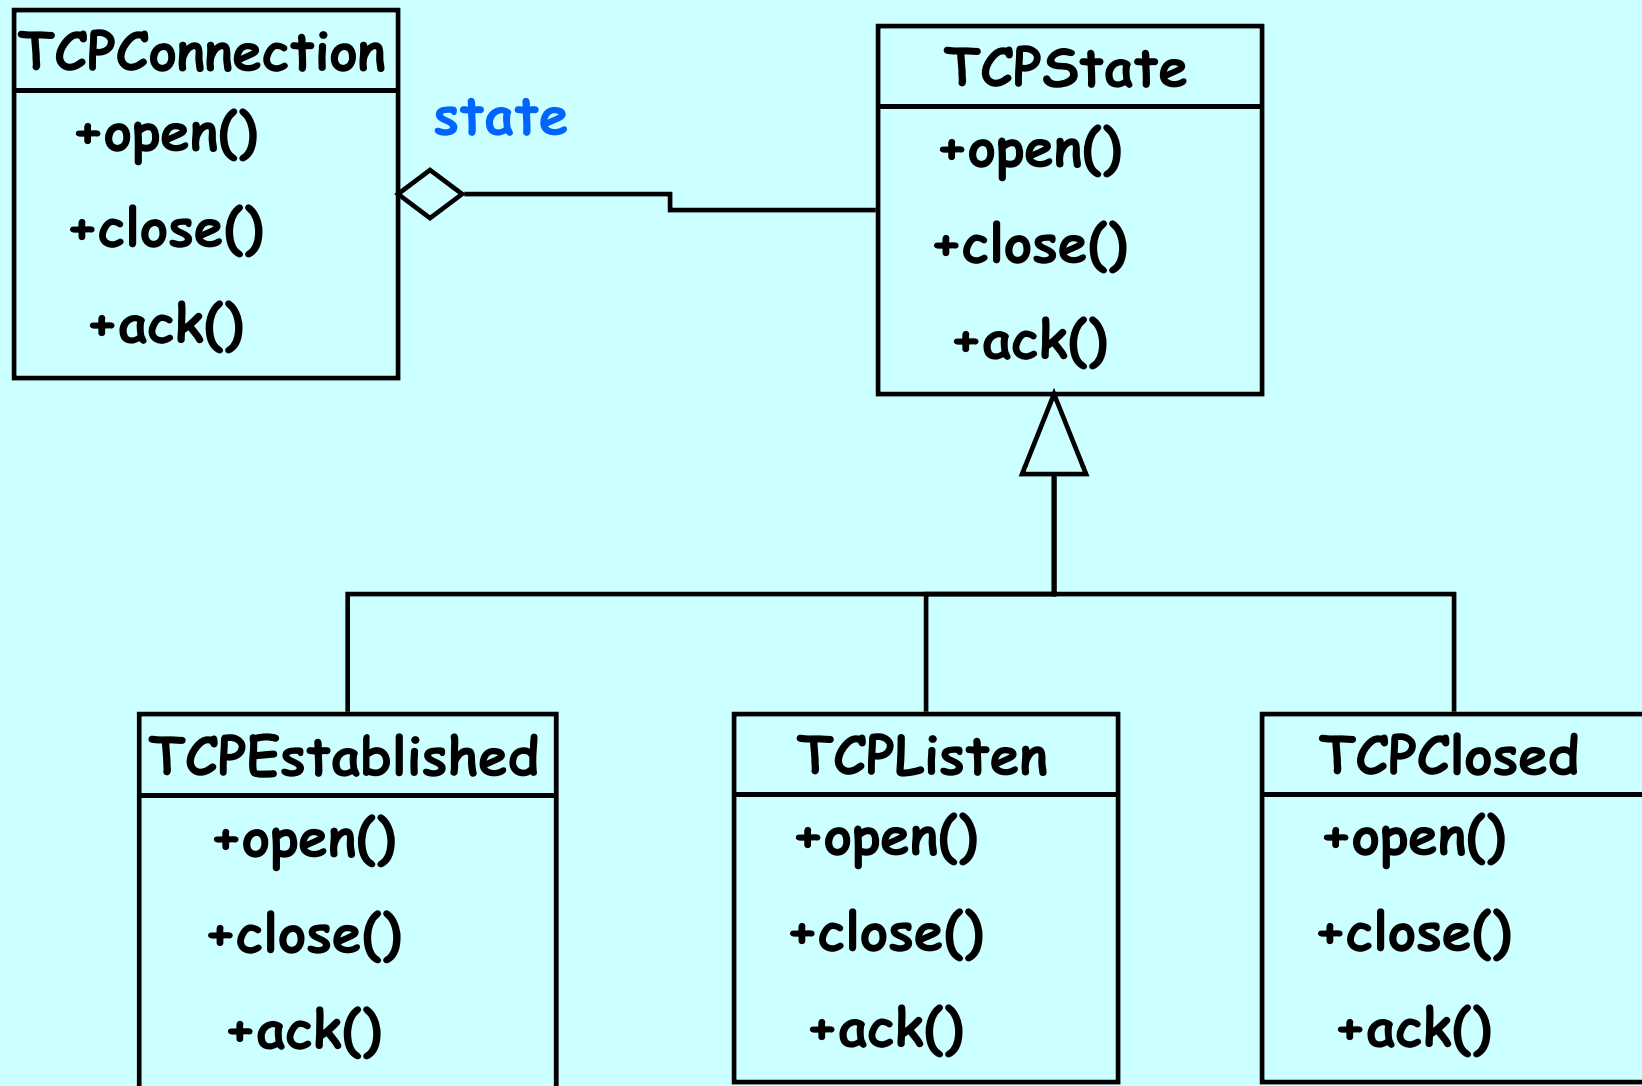 TCPConnection
+open()
+close()
+ack()
state
TCPState
+open()
+close()
+ack()
TCPEstablished
+open()
+close()
+ack()
TCPListen
+open()
+close()
+ack()
TCPClosed
+open()
+close()
+ack()